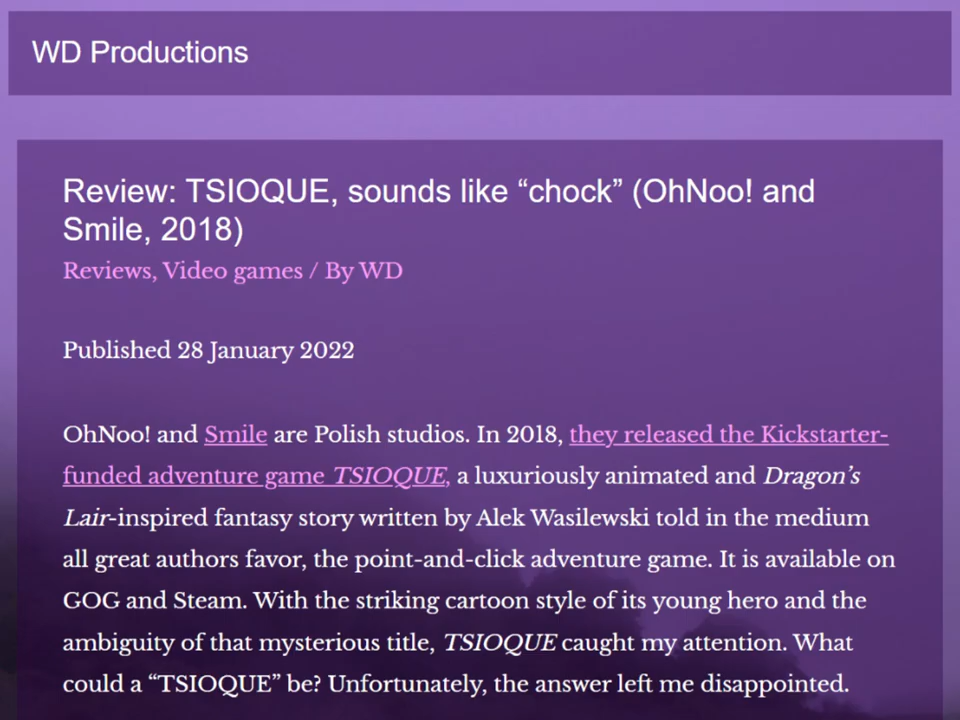 WD Productions
Review: TSIOQUE, sounds like “chock” (OhNoo! and
Smile, 2018)
Reviews, Video games / By WD
Published 28 January 2022
OhNoo! and Smile are Polish studios. In 2018, they released the Kickstarter-
funded adventure game TSIOQUE, a luxuriously animated and Dragon’s
Lair-inspired fantasy story written by Alek Wasilewski told in the medium
all great authors favor, the point-and-click adventure game. It is available on
GOG and Steam. With the striking cartoon style of its young hero and the
ambiguity of that mysterious title, TSIOQUE caught my attention. What
could a “TSIOQUE” be? Unfortunately, the answer left me disappointed.